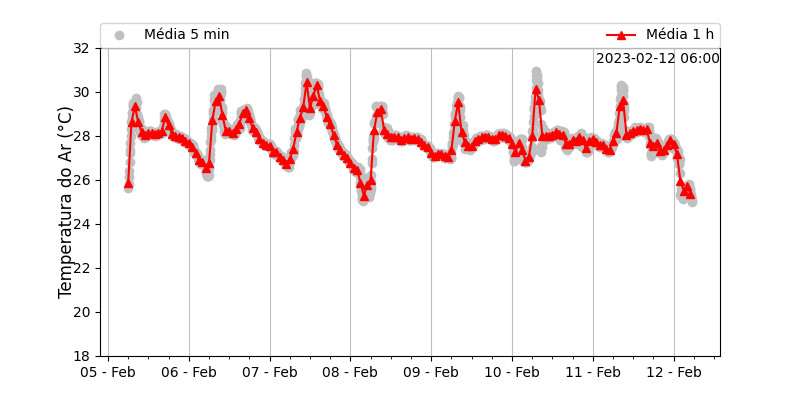 Média 5 min
Média 1 h
2023-02-12 06:00
Temperatura do Ar (°C)
32
30
28
26
24
22
20
18
05 - Feb
06 - Feb
07 - Feb
08 - Feb
09 - Feb
10 - Feb
11 - Feb
12 - Feb